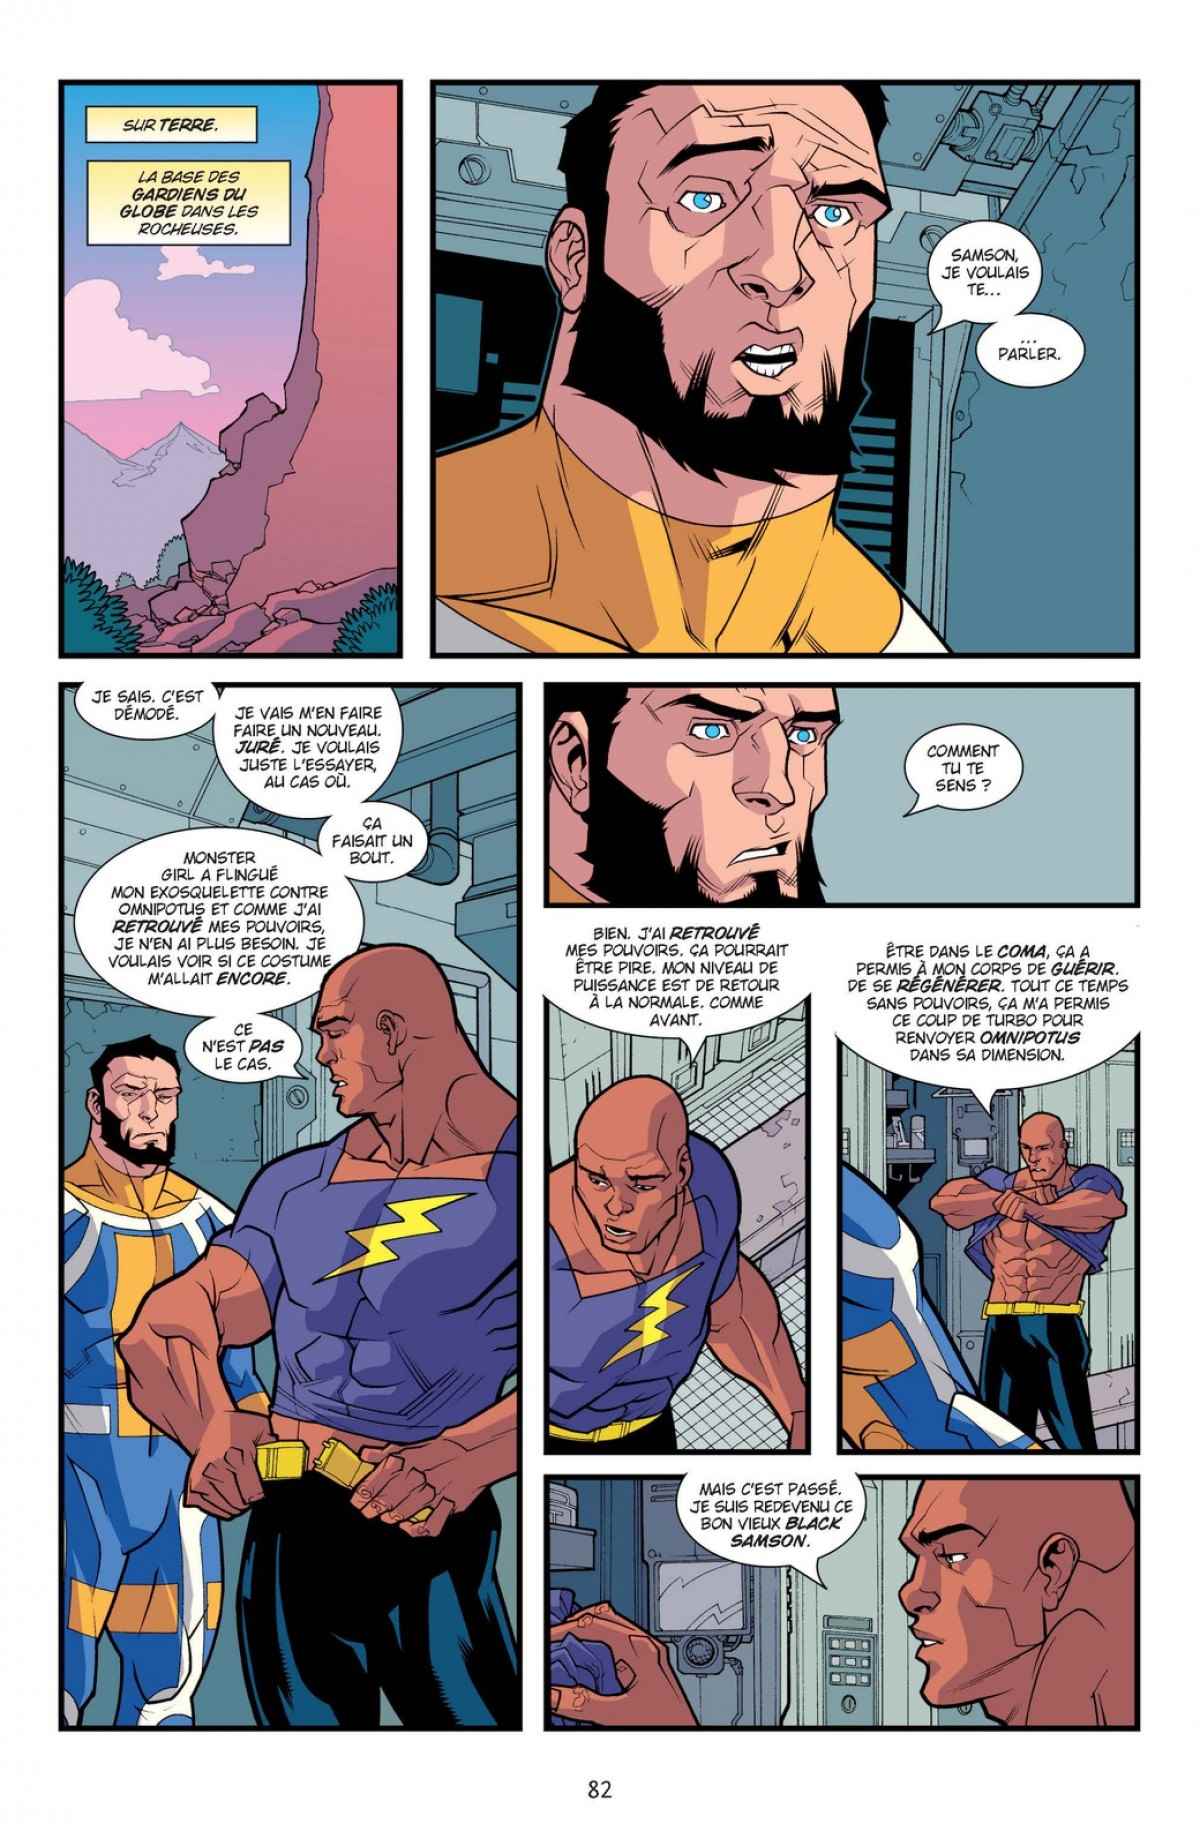 SUR TERRE.
LA BASE DES
GARDIENS DU
GLOBE DANS LES
ROCHEUSES.
SAMSON,
JE VOULAIS
TE...
...
PARLER.
JE SAIS. C'EST
DÉMODÉ.
JE VAIS M'EN FAIRE
FAIRE UN NOUVEAU.
JURÉ. JE VOULAIS
JUSTE L'ESSAYER,
AU CAS OÙ.
ÇA
FAISAIT UN
BOUT.
MONSTER
GIRL A FLINGUÉ
MON EXOSQUELETTE CONTRE
OMNIPOTUS ET COMME J'AI
RETROUVÉ MES POUVOIRS,
JE N'EN AI PLUS BESOIN. JE
VOULAIS VOIR SI CE COSTUME
M'ALLAIT ENCORE.
CE
N'EST PAS
LE CAS.
COMMENT
TU TE
SENS ?
BIEN. J'AI RETROUVÉ
MES POUVOIRS. ÇA POURRAIT
ÊTRE PIRE. MON NIVEAU DE
PUISSANCE EST DE RETOUR
À LA NORMALE. COMME
AVANT.
ÊTRE DANS LE COMA, ÇA A
PERMIS À MON CORPS DE GUÉRIR.
DE SE RÉGÉNÉRER. TOUT CE TEMPS
SANS POUVOIRS, ÇA M'A PERMIS
CE COUP DE TURBO POUR
RENVOYER OMNIPOTUS
DANS SA DIMENSION.
MAIS C'EST PASSÉ.
JE SUIS REDEVENU CE
BON VIEUX BLACK
SAMSON.
82